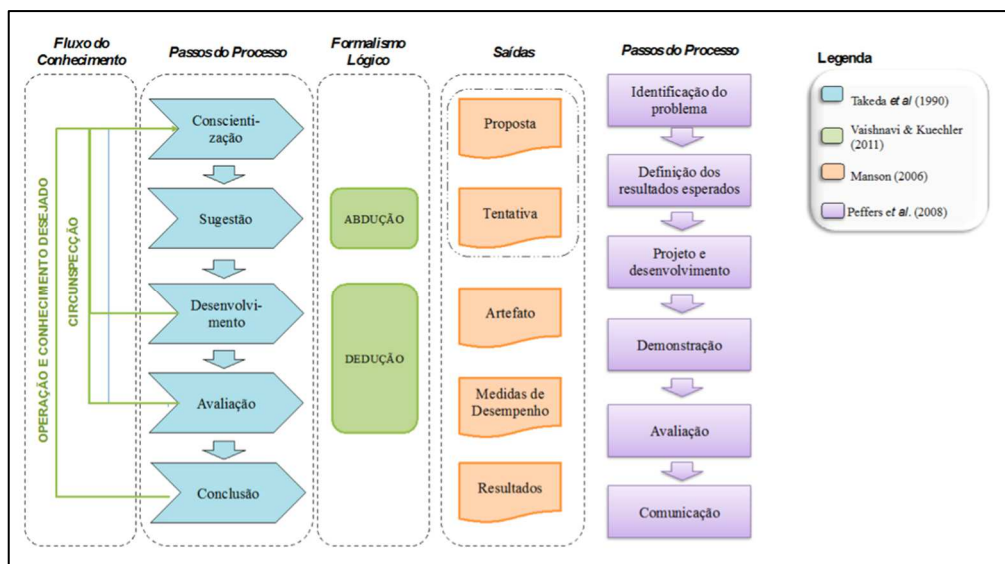 Fluxo do
Conhecimento
Passos do Processo
Formalismo
Lógico
Saídas
Passos do Processo
Legenda
OPERAÇÃO E CONHECIMENTO DESEJADO
CIRCUNSPECÇÃO
Conscienti-
zação
Sugestão
Desenvolvi-
mento
Avaliação
Conclusão
ABDUÇÃO
DEDUÇÃO
Proposta
Tentativa
Artefato
Medidas de
Desempenho
Resultados
Identificação do
problema
Definição dos
resultados esperados
Projeto e
desenvolvimento
Demonstração
Avaliação
Comunicação
Takeda et al (1990)
Vaishnavi & Kuechler
(2011)
Manson (2006)
Peffers et al. (2008)